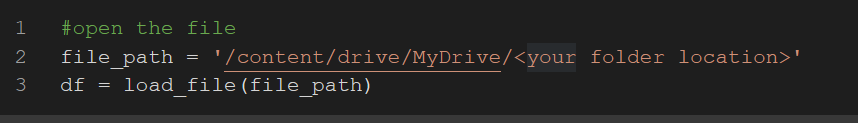 1 #open the file
2 file_path = '/content/drive/MyDrive/<your folder location>'
3 df = load_file(file_path)